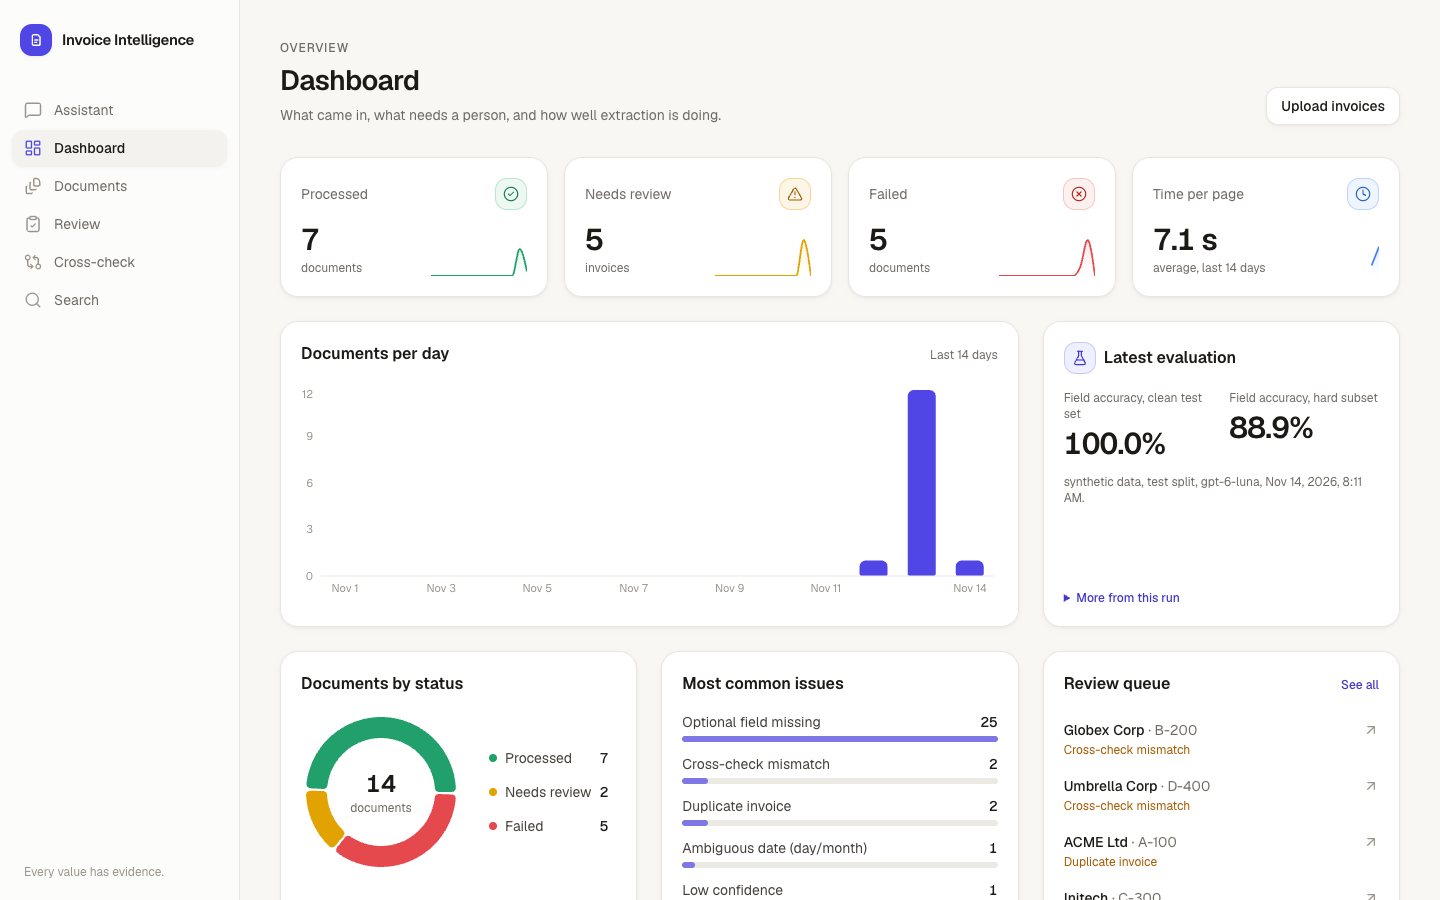 Invoice Intelligence
Assistant
Dashboard
Documents
Review
Cross-check
Search
Every value has evidence.
OVERVIEW
Dashboard
What came in, what needs a person, and how well extraction is doing.
Upload invoices
Processed
7
documents
Needs review
5
invoices
Failed
5
documents
Time per page
7.1 s
average, last 14 days
Documents per day
Last 14 days
12
9
6
3
0
Nov 1
Nov 3
Nov 5
Nov 7
Nov 9
Nov 11
Nov 14
Latest evaluation
Field accuracy, clean test
set
100.0%
Field accuracy, hard subset
88.9%
synthetic data, test split, gpt-6-luna, Nov 14, 2026, 8:11
AM.
More from this run
Documents by status
14
documents
Processed 7
Needs review 2
Failed 5
Most common issues
Optional field missing 25
Cross-check mismatch 2
Duplicate invoice 2
Ambiguous date (day/month) 1
Low confidence 1
Review queue
See all
Globex Corp · B-200
Cross-check mismatch
Umbrella Corp · D-400
Cross-check mismatch
ACME Ltd · A-100
Duplicate invoice
Initech · C-300